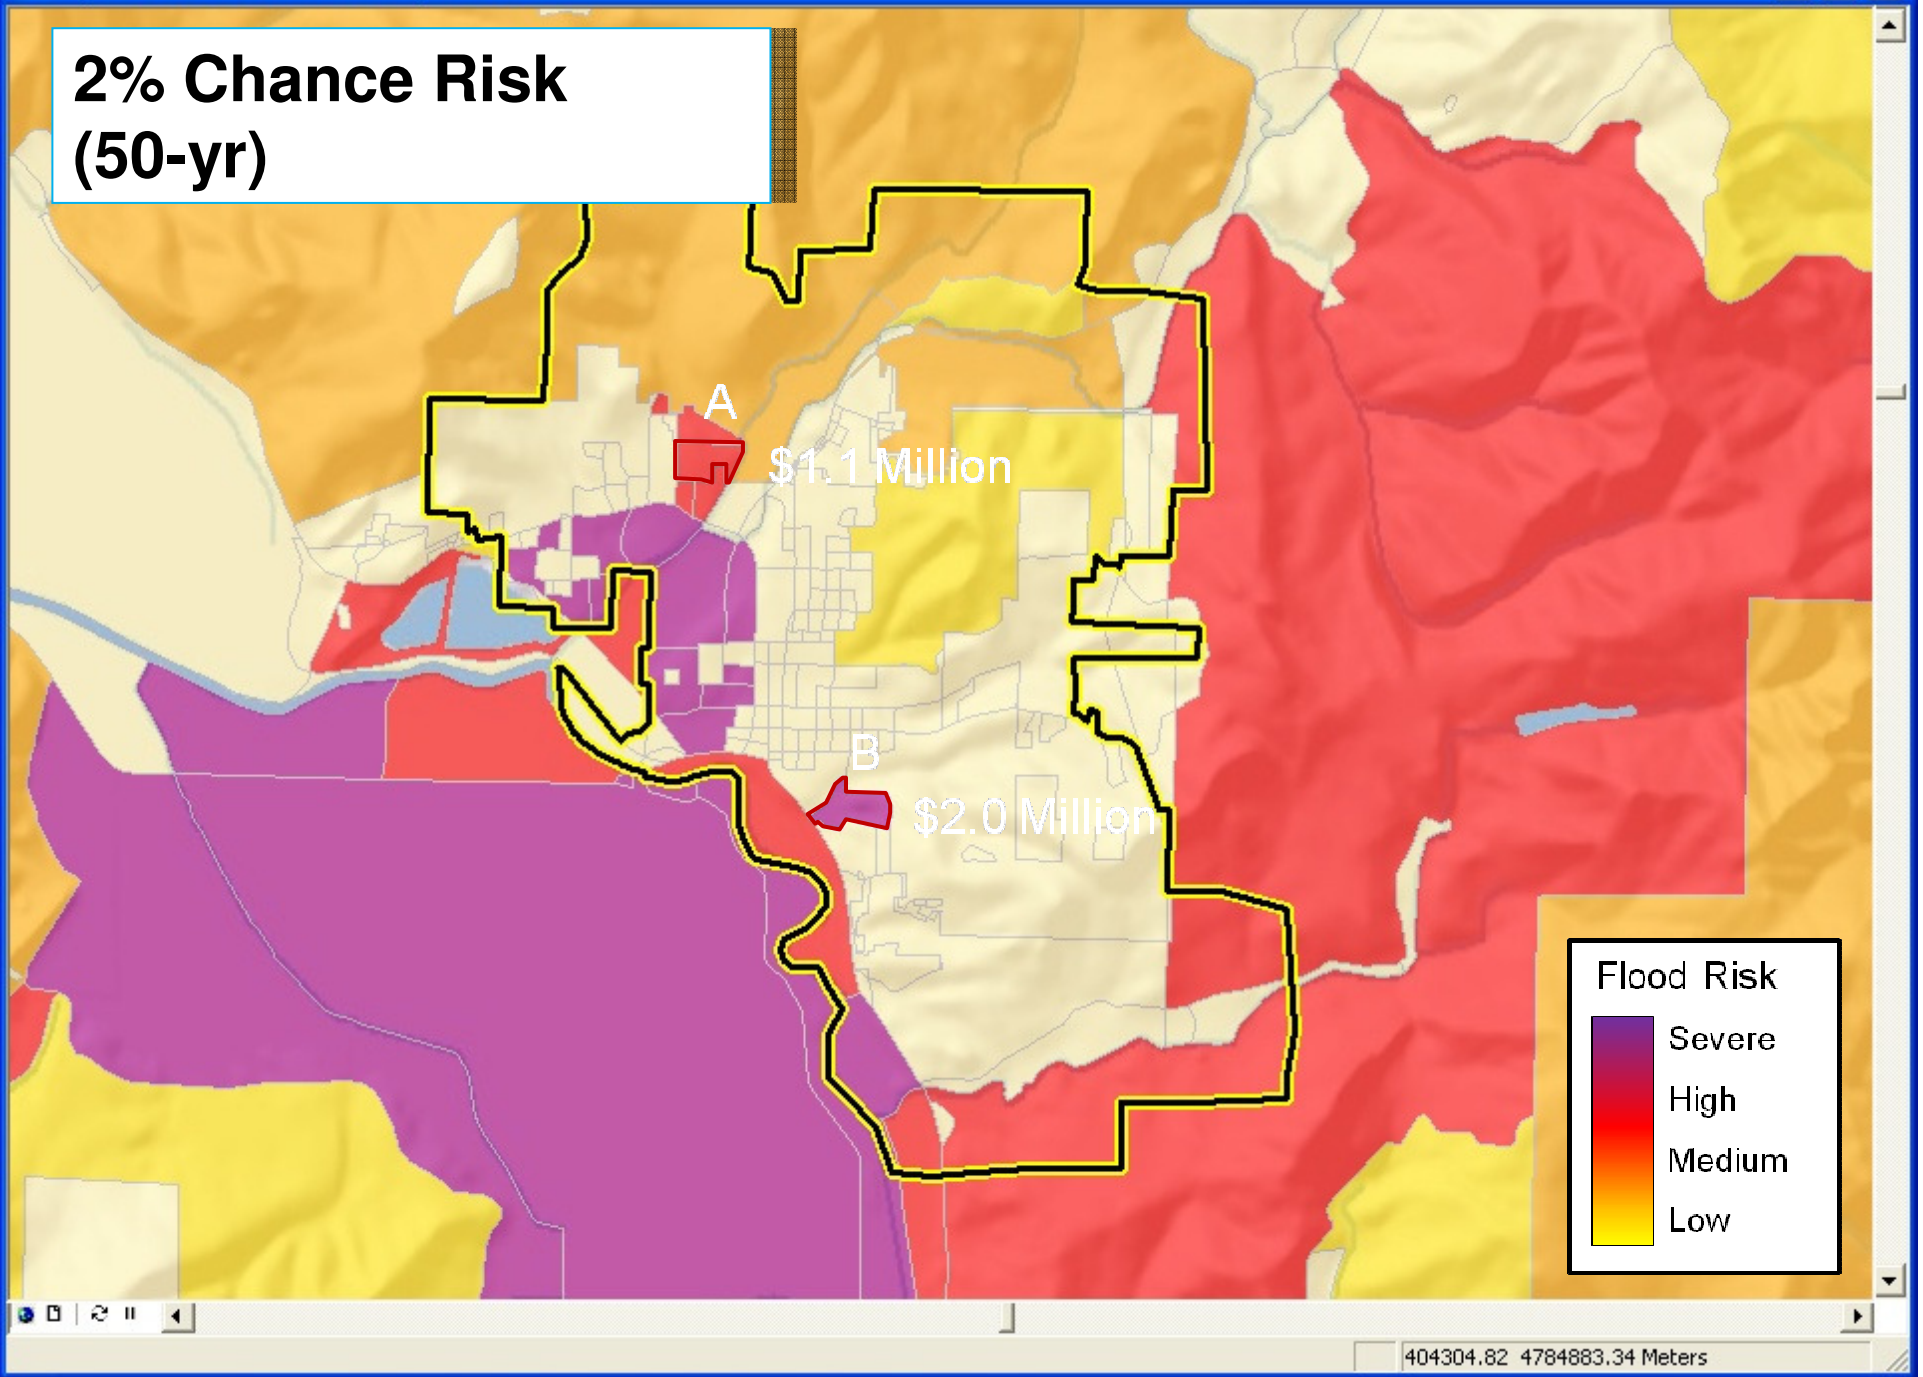 2% Chance Risk
(50-yr)
A
$1.1 Million
B
$2.0 Million
Flood Risk
Severe
High
Medium
Low
404304.82 4784883.34 Meters